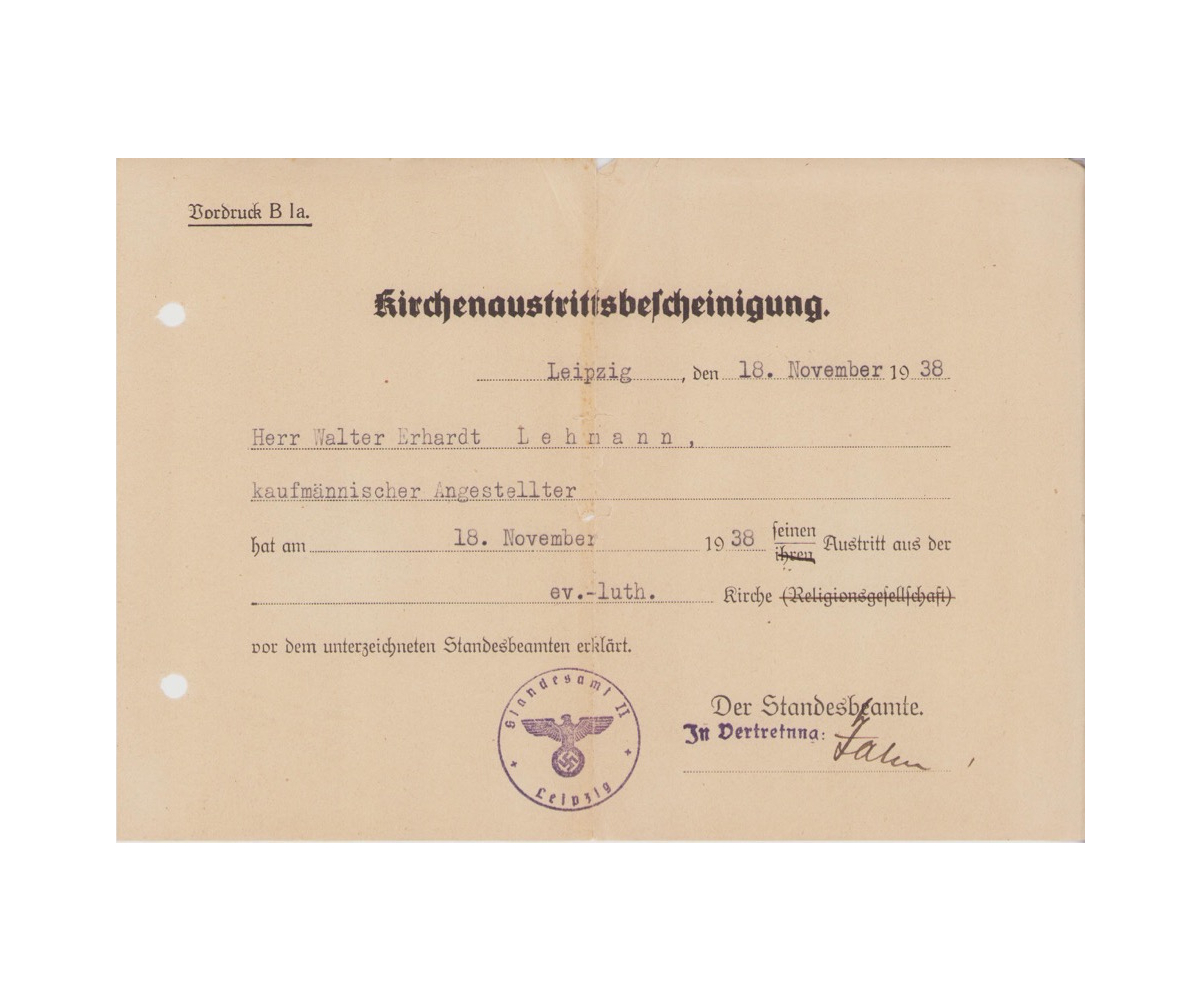 Vordruck B Ia.
Kirchenaustrittsbescheinigung.
Leipzig, den 18. November 1938
Herr Walter Erhardt Lehmann,
kaufmännischer Angestellter
hat am 18. November 1938 seinen ihren Austritt aus der
ev.-luth. Kirche (Religionsgesellschaft)
vor dem unterzeichneten Standesbeamten erklärt.
Standesamt II
Leipzig
Der Standesbeamte.
In Vertretung: